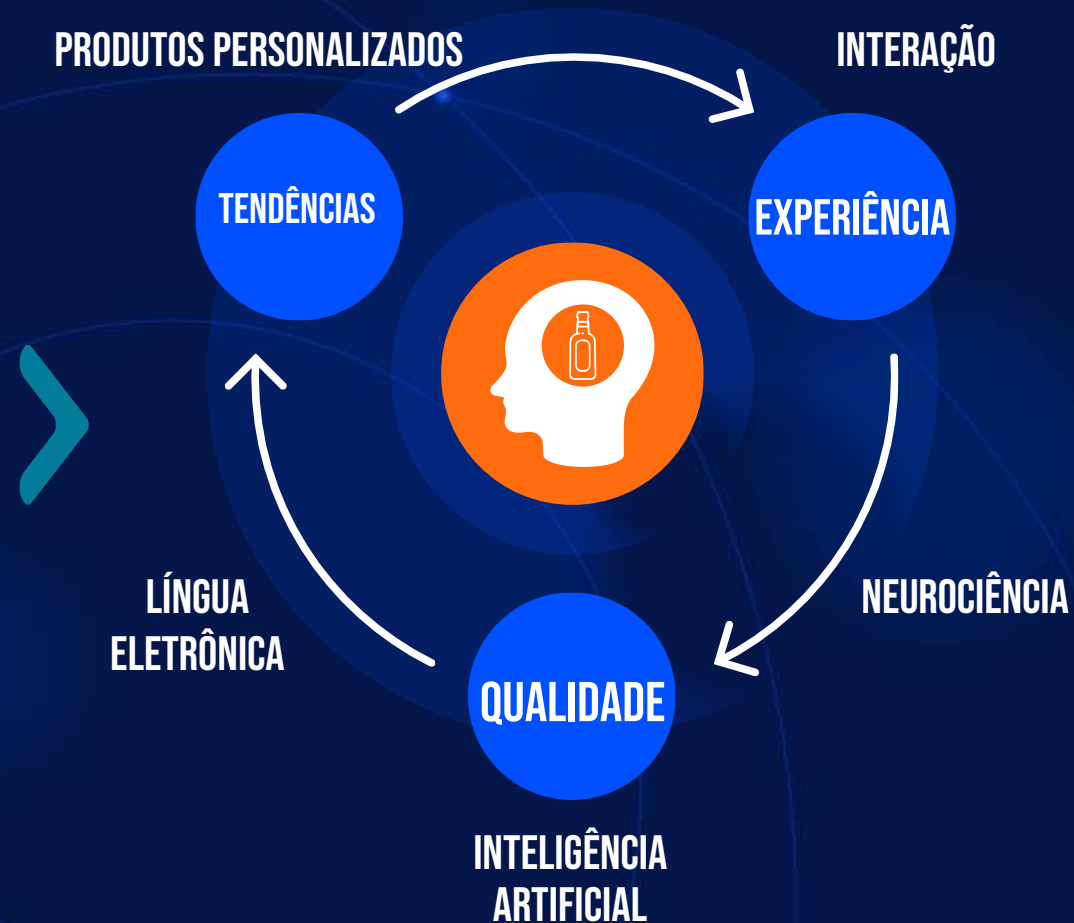 PRODUTOS PERSONALIZADOS
INTERAÇÃO
TENDÊNCIAS
EXPERIÊNCIA
LÍNGUA
ELETRÔNICA
NEUROCIÊNCIA
QUALIDADE
INTELIGÊNCIA
ARTIFICIAL